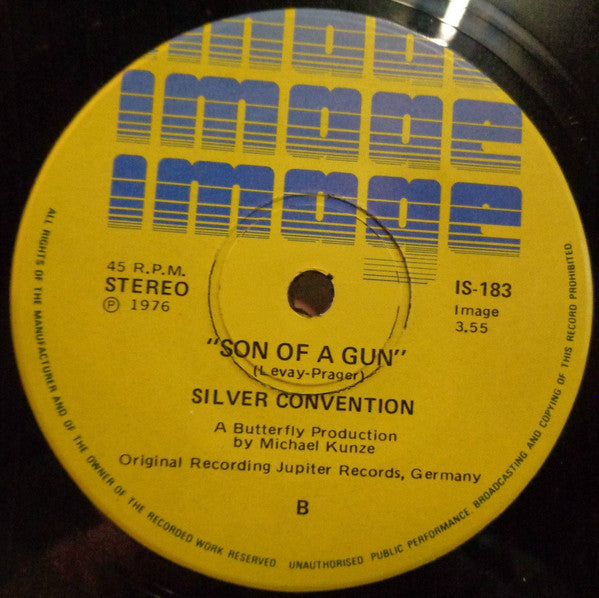 image
image
image
45 R.P.M.
STEREO
Ⓟ 1976
IS-183
Image
3.55
"SON OF A GUN"
(Levay-Prager)
SILVER CONVENTION
A Butterfly Production
by Michael Kunze
Original Recording Jupiter Records, Germany
B
ALL RIGHTS OF THE MANUFACTURER AND OF THE OWNER OF THE RECORDED WORK RESERVED. UNAUTHORISED PUBLIC PERFORMANCE, BROADCASTING AND COPYING OF THIS RECORD PROHIBITED